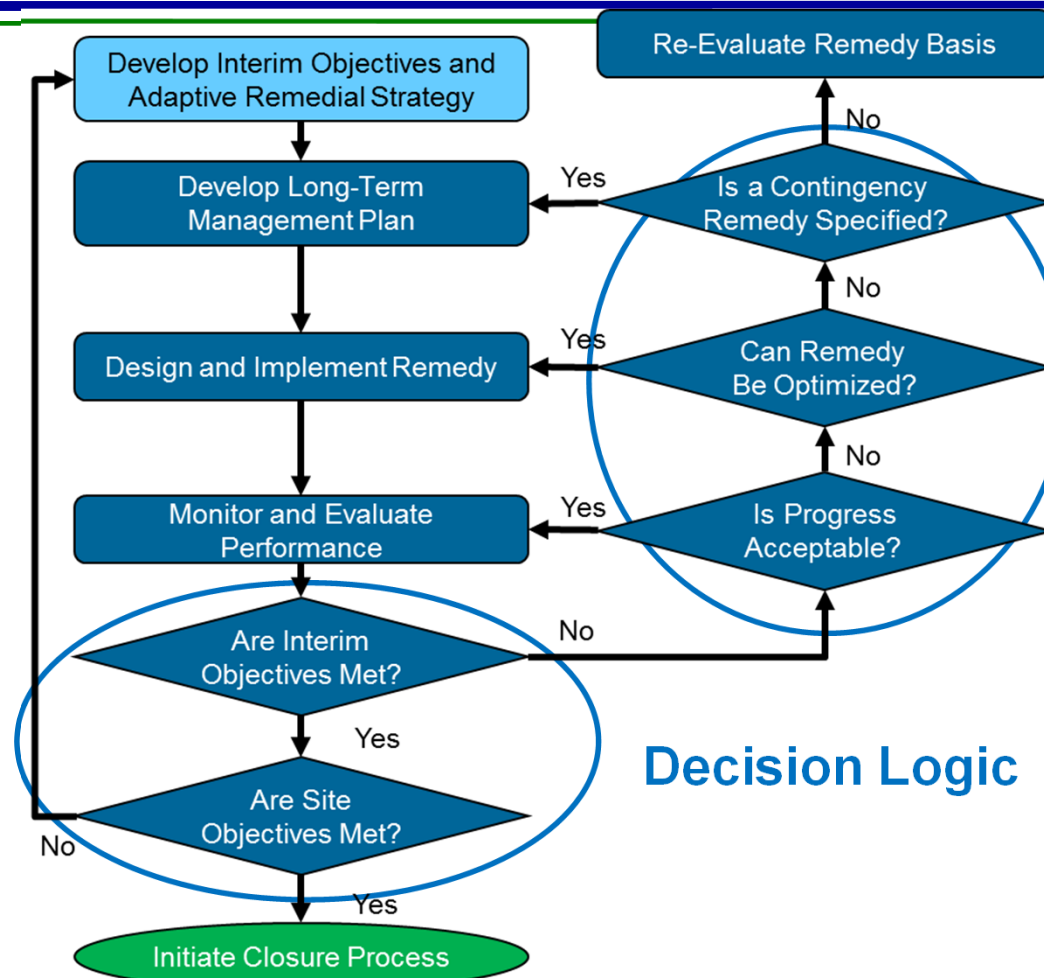 Develop Interim Objectives and
Adaptive Remedial Strategy
Re-Evaluate Remedy Basis
No
Develop Long-Term
Management Plan
Yes
Is a Contingency
Remedy Specified?
No
Design and Implement Remedy
Yes
Can Remedy
Be Optimized?
No
Monitor and Evaluate
Performance
Yes
Is Progress
Acceptable?
Are Interim
Objectives Met?
No
Yes
Decision Logic
Are Site
Objectives Met?
No
Yes
Initiate Closure Process